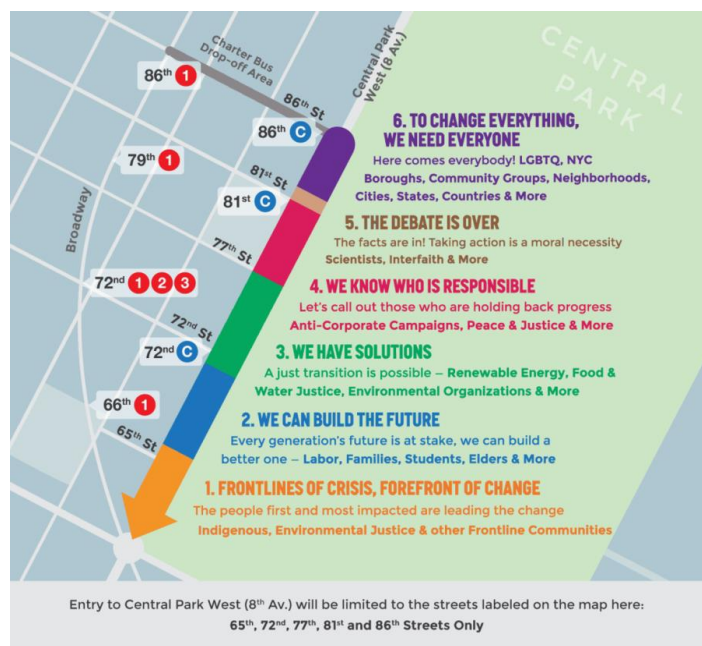 CENTRAL
PARK
Central Park
West (8 Av.)
Charter Bus
Drop-off Area
86th 1
86th St
86th C
79th 1
81st St
81st C
Broadway
77th St
72nd 1 2 3
72nd St
72nd C
66th 1
65th St
6. TO CHANGE EVERYTHING,
WE NEED EVERYONE
Here comes everybody! LGBTQ, NYC
Boroughs, Community Groups, Neighborhoods,
Cities, States, Countries & More
5. THE DEBATE IS OVER
The facts are in! Taking action is a moral necessity
Scientists, Interfaith & More
4. WE KNOW WHO IS RESPONSIBLE
Let's call out those who are holding back progress
Anti-Corporate Campaigns, Peace & Justice & More
3. WE HAVE SOLUTIONS
A just transition is possible – Renewable Energy, Food &
Water Justice, Environmental Organizations & More
2. WE CAN BUILD THE FUTURE
Every generation's future is at stake, we can build a
better one – Labor, Families, Students, Elders & More
1. FRONTLINES OF CRISIS, FOREFRONT OF CHANGE
The people first and most impacted are leading the change
Indigenous, Environmental Justice & other Frontline Communities
Entry to Central Park West (8th Av.) will be limited to the streets labeled on the map here:
65th, 72nd, 77th, 81st and 86th Streets Only